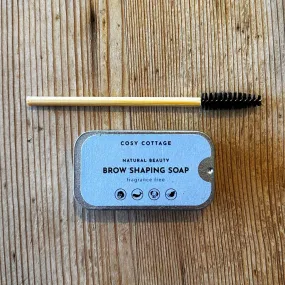 COSY COTTAGE
NATURAL BEAUTY
BROW SHAPING SOAP
fragrance free